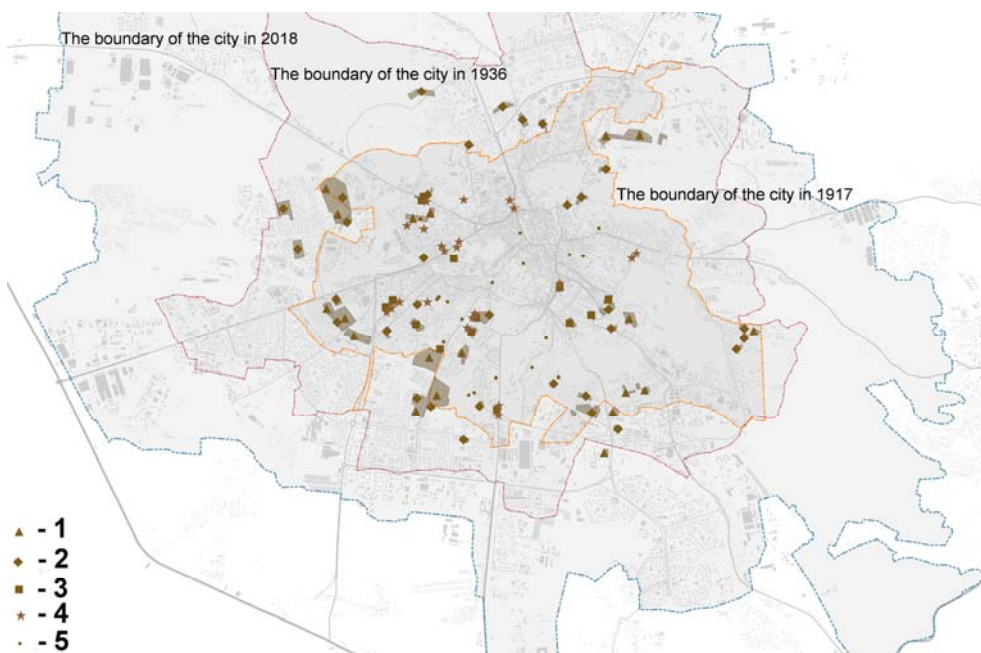 The boundary of the city in 2018
The boundary of the city in 1936
The boundary of the city in 1917
- 1
- 2
- 3
- 4
- 5